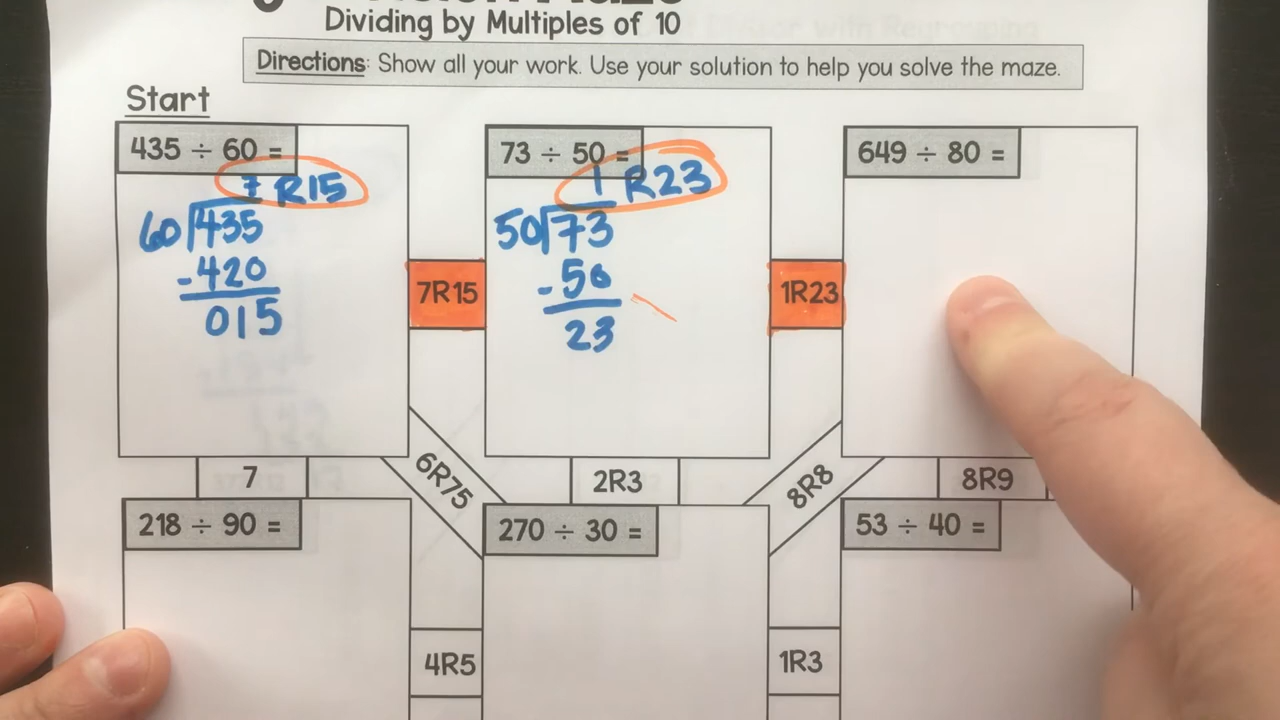 Dividing by Multiples of 10
Directions: Show all your work. Use your solution to help you solve the maze.
Start
435 ÷ 60 =
7 R15
60 435
-420
015
7R15
73 ÷ 50 =
1 R23
50 73
-50
23
1R23
649 ÷ 80 =
7
6R75
2R3
8R8
8R9
218 ÷ 90 =
270 ÷ 30 =
53 ÷ 40 =
4R5
1R3